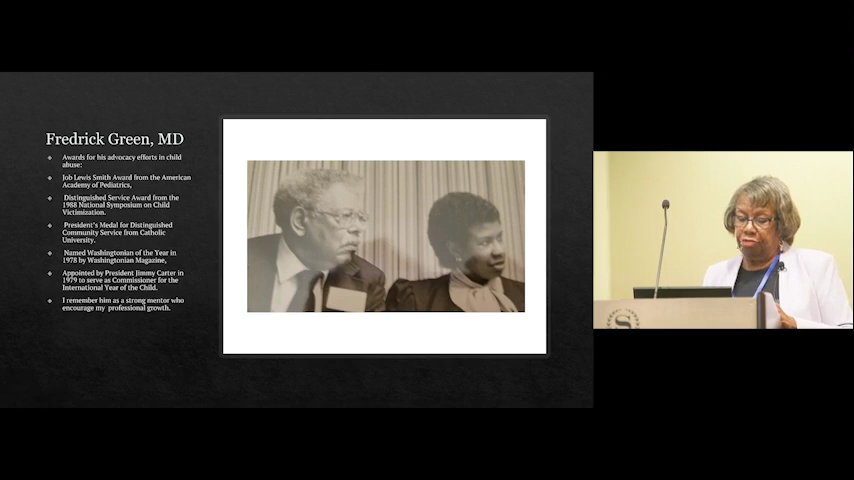 Fredrick Green, MD
Awards for his advocacy efforts in child
abuse:
Job Lewis Smith Award from the American
Academy of Pediatrics,
Distinguished Service Award from the
1988 National Symposium on Child
Victimization.
President's Medal for Distinguished
Community Service from Catholic
University.
Named Washingtonian of the Year in
1978 by Washingtonian Magazine,
Appointed by President Jimmy Carter in
1979 to serve as Commissioner for the
International Year of the Child.
I remember him as a strong mentor who
encourage my professional growth.
S